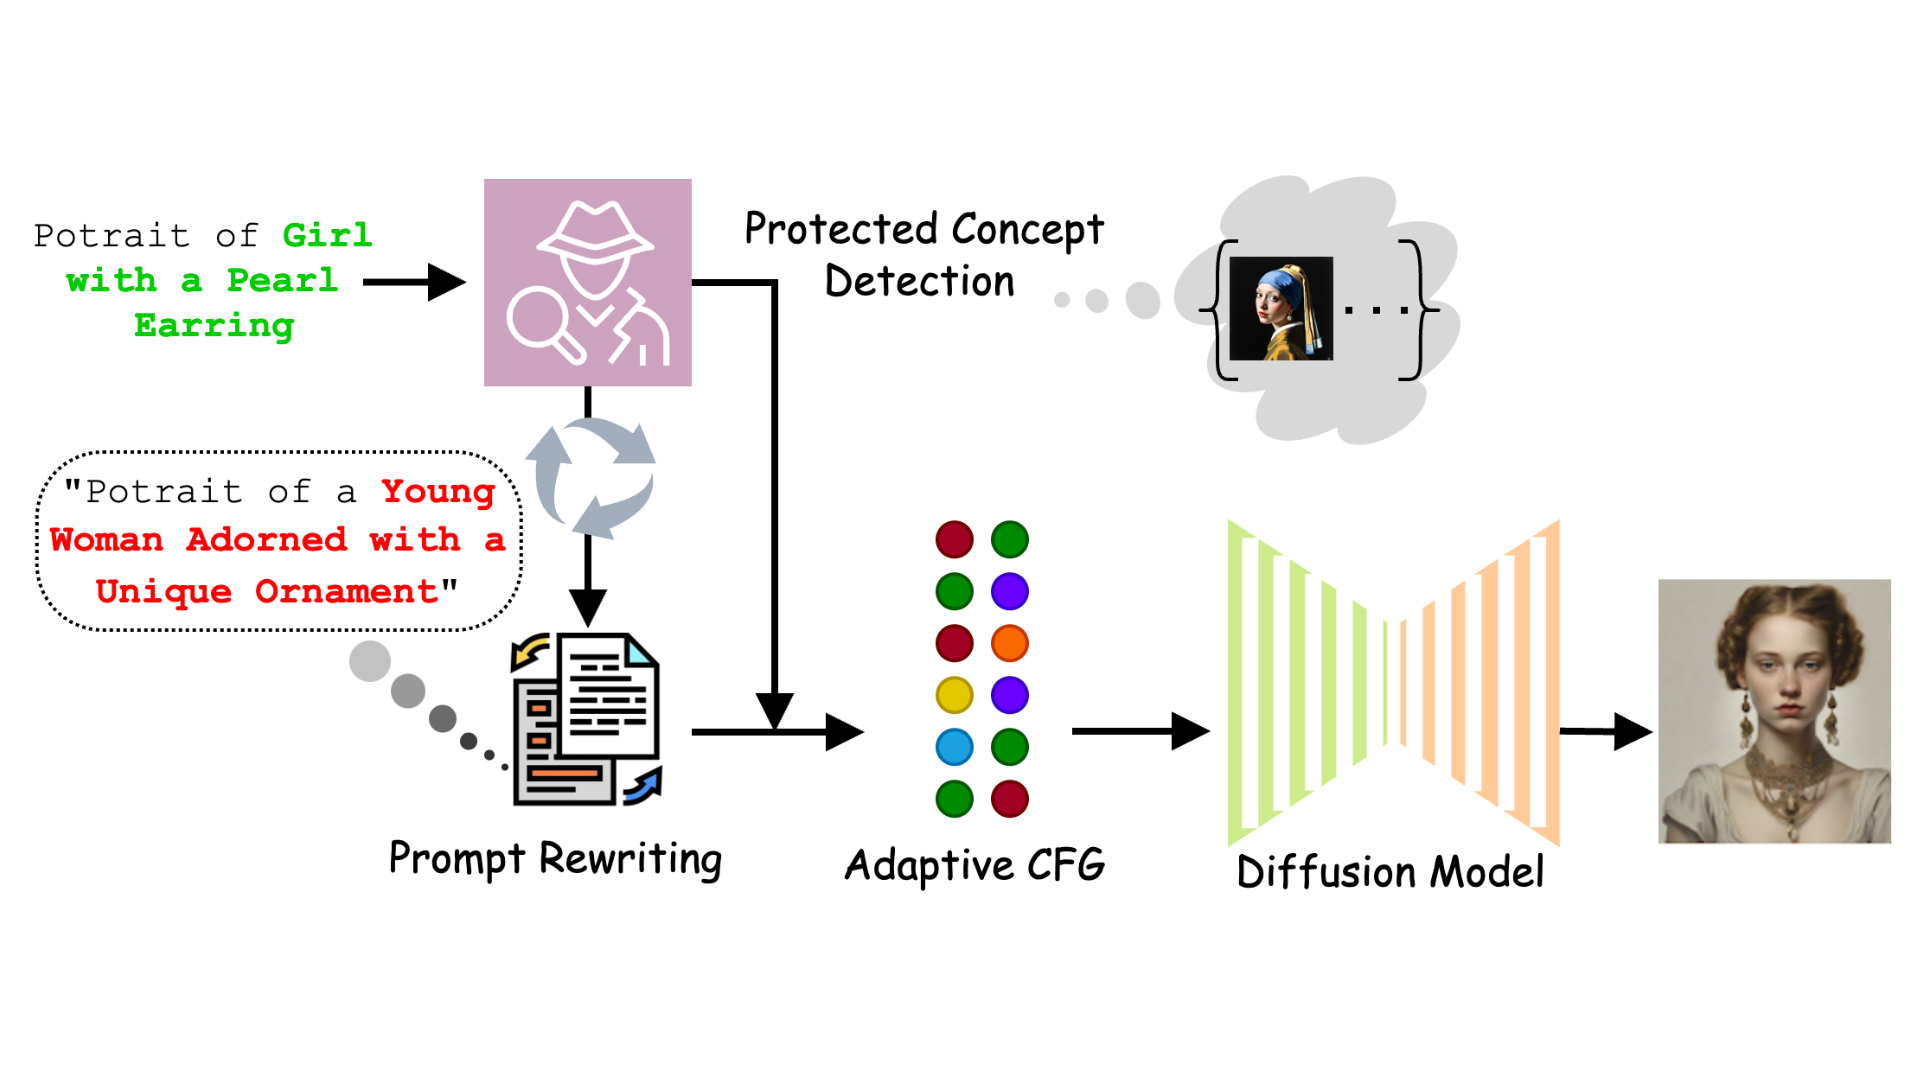 Potrait of Girl
with a Pearl
Earring
Protected Concept
Detection
. . .
"Potrait of a Young
Woman Adorned with a
Unique Ornament"
Prompt Rewriting
Adaptive CFG
Diffusion Model